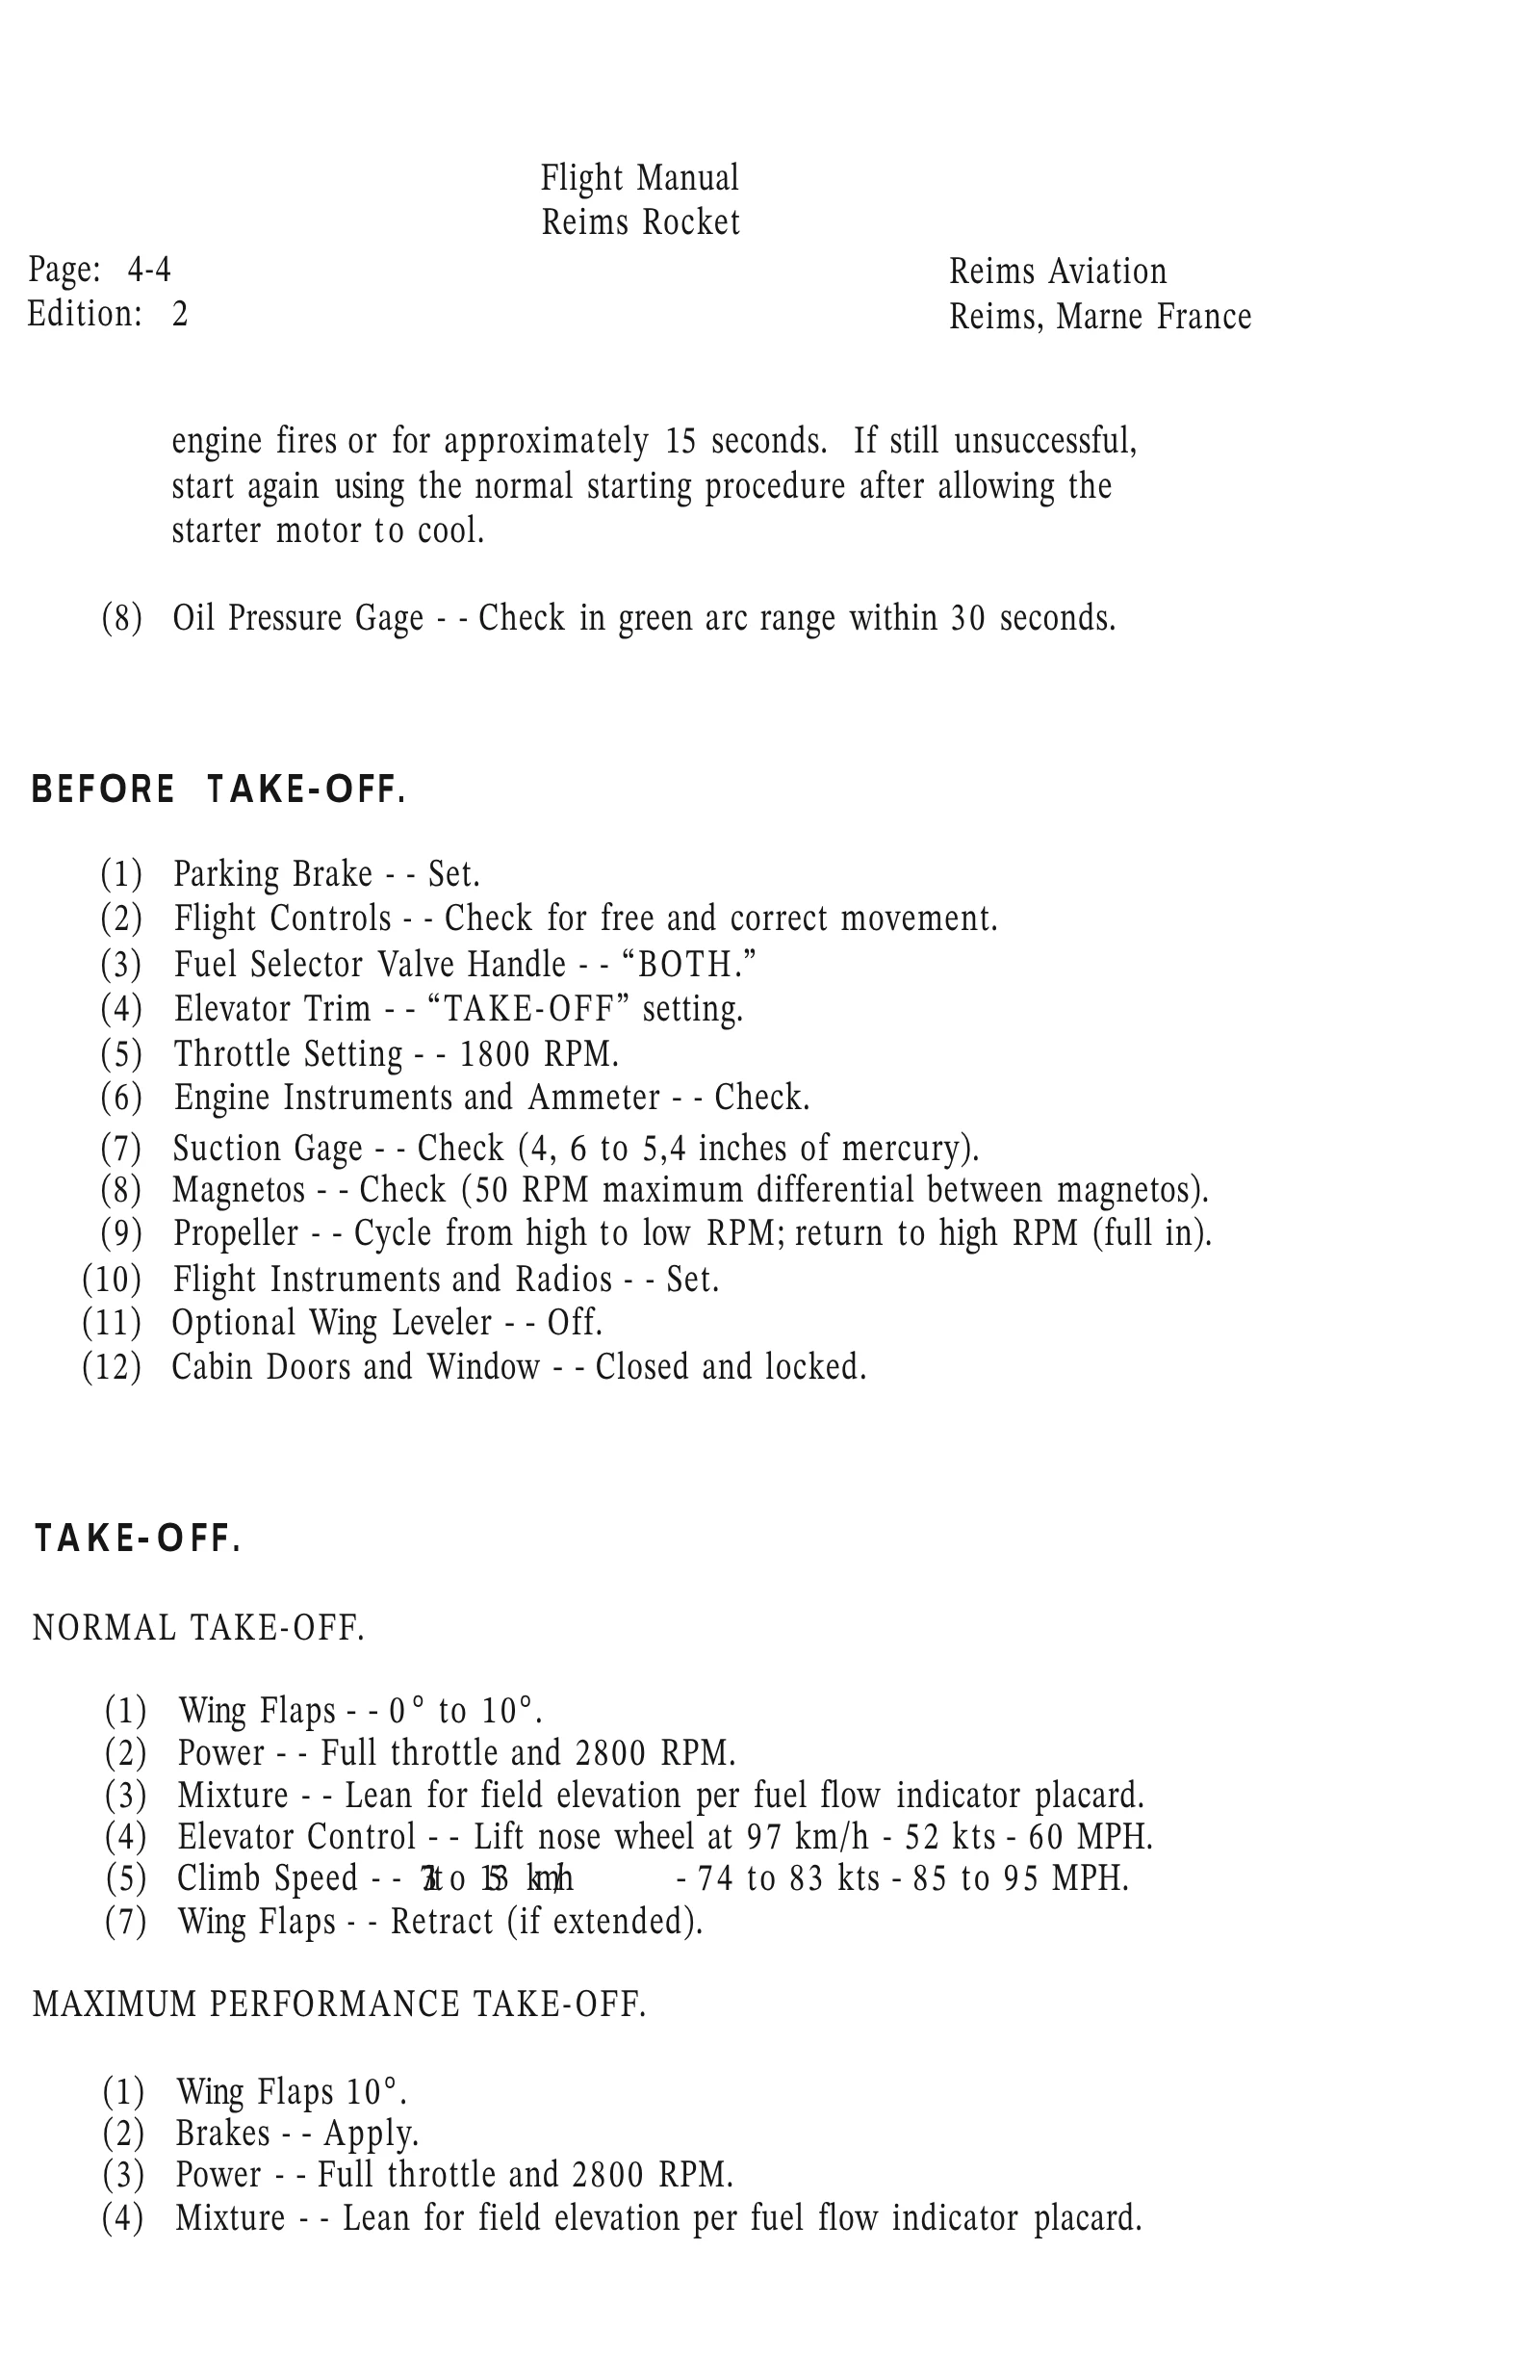 Flight Manual
Reims Rocket
Page: 4-4
Edition: 2
Reims Aviation
Reims, Marne France
engine fires or for approximately 15 seconds. If still unsuccessful,
start again using the normal starting procedure after allowing the
starter motor to cool.
(8) Oil Pressure Gage - - Check in green arc range within 30 seconds.
BEFORE TAKE-OFF.
(1) Parking Brake - - Set.
(2) Flight Controls - - Check for free and correct movement.
(3) Fuel Selector Valve Handle - - “BOTH.”
(4) Elevator Trim - - “TAKE-OFF” setting.
(5) Throttle Setting - - 1800 RPM.
(6) Engine Instruments and Ammeter - - Check.
(7) Suction Gage - - Check (4, 6 to 5,4 inches of mercury).
(8) Magnetos - - Check (50 RPM maximum differential between magnetos).
(9) Propeller - - Cycle from high to low RPM; return to high RPM (full in).
(10) Flight Instruments and Radios - - Set.
(11) Optional Wing Leveler - - Off.
(12) Cabin Doors and Window - - Closed and locked.
TAKE-OFF.
NORMAL TAKE-OFF.
(1) Wing Flaps - - 0° to 10°.
(2) Power - - Full throttle and 2800 RPM.
(3) Mixture - - Lean for field elevation per fuel flow indicator placard.
(4) Elevator Control - - Lift nose wheel at 97 km/h - 52 kts - 60 MPH.
(5) Climb Speed - - to km/h - 74 to 83 kts - 85 to 95 MPH.
(7) Wing Flaps - - Retract (if extended).
MAXIMUM PERFORMANCE TAKE-OFF.
(1) Wing Flaps 10°.
(2) Brakes - - Apply.
(3) Power - - Full throttle and 2800 RPM.
(4) Mixture - - Lean for field elevation per fuel flow indicator placard.